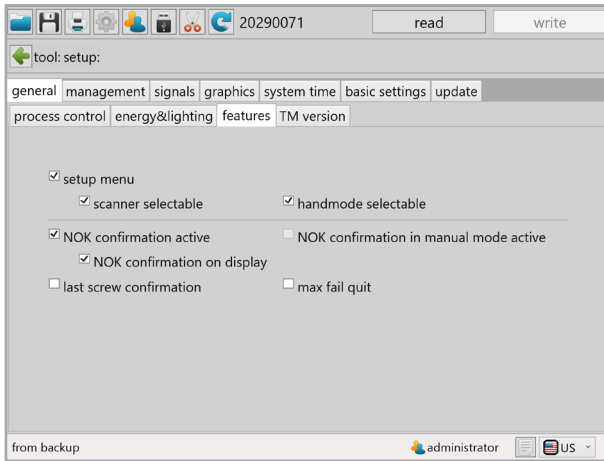 20290071 read write
tool: setup:
general management signals graphics system time basic settings update
process control energy&lighting features TM version
setup menu
scanner selectable handmode selectable
NOK confirmation active NOK confirmation in manual mode active
NOK confirmation on display
last screw confirmation max fail quit
from backup administrator US